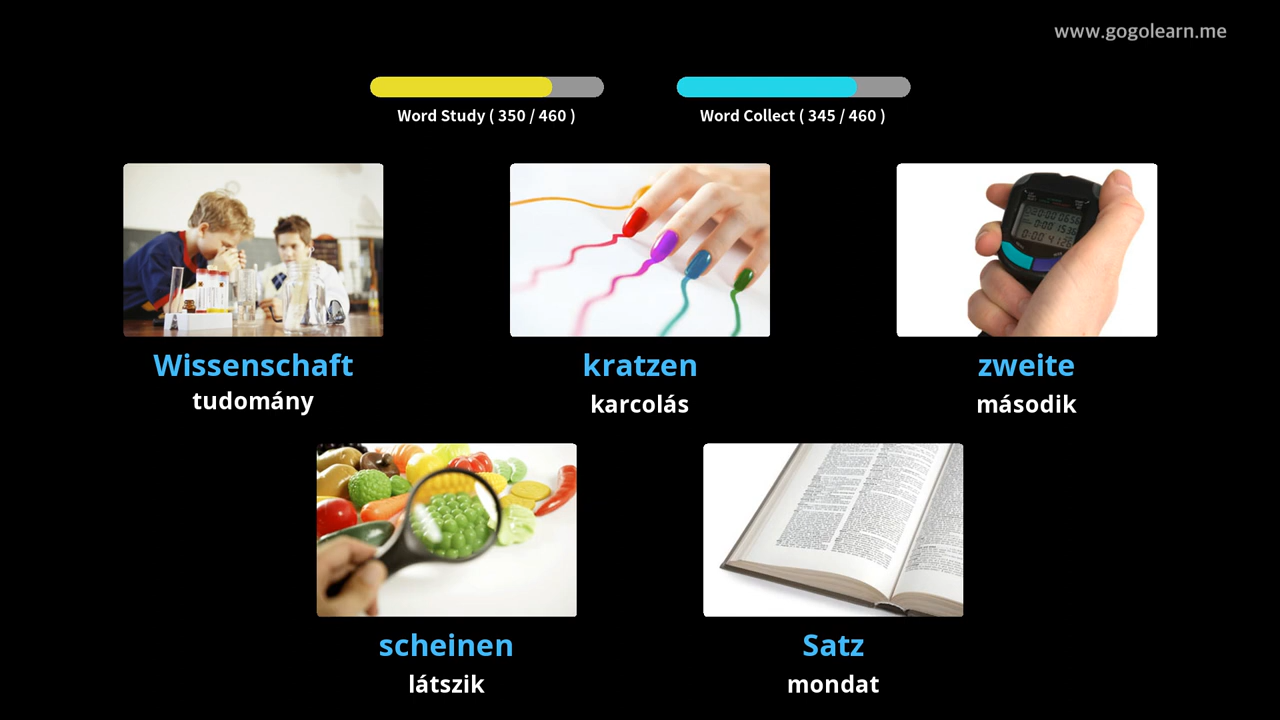 www.gogolearn.me
Word Study ( 350 / 460 )
Word Collect ( 345 / 460 )
Wissenschaft
tudomány
kratzen
karcolás
zweite
második
scheinen
látszik
Satz
mondat